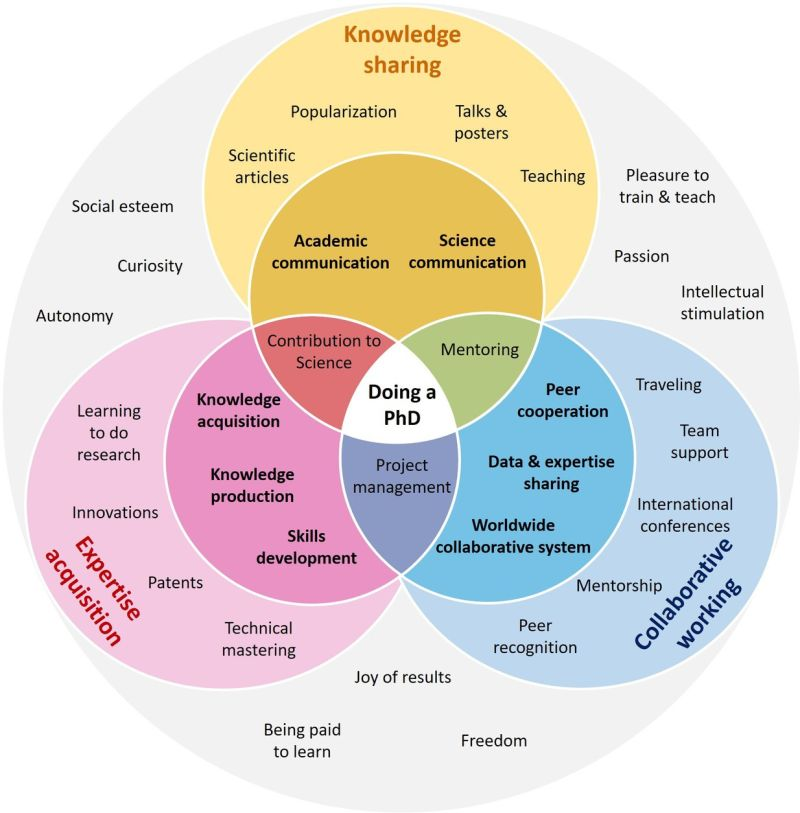 Knowledge
sharing
Popularization
Talks &
posters
Scientific
articles
Teaching
Pleasure to
train & teach
Social esteem
Academic
communication
Science
communication
Curiosity
Passion
Autonomy
Intellectual
stimulation
Contribution to
Science
Mentoring
Doing a
PhD
Knowledge
acquisition
Peer
cooperation
Traveling
Learning
to do
research
Team
support
Knowledge
production
Project
management
Data & expertise
sharing
Innovations
International
conferences
Skills
development
Worldwide
collaborative system
Expertise
acquisition
Patents
Mentorship
Collaborative
working
Technical
mastering
Peer
recognition
Joy of results
Being paid
to learn
Freedom